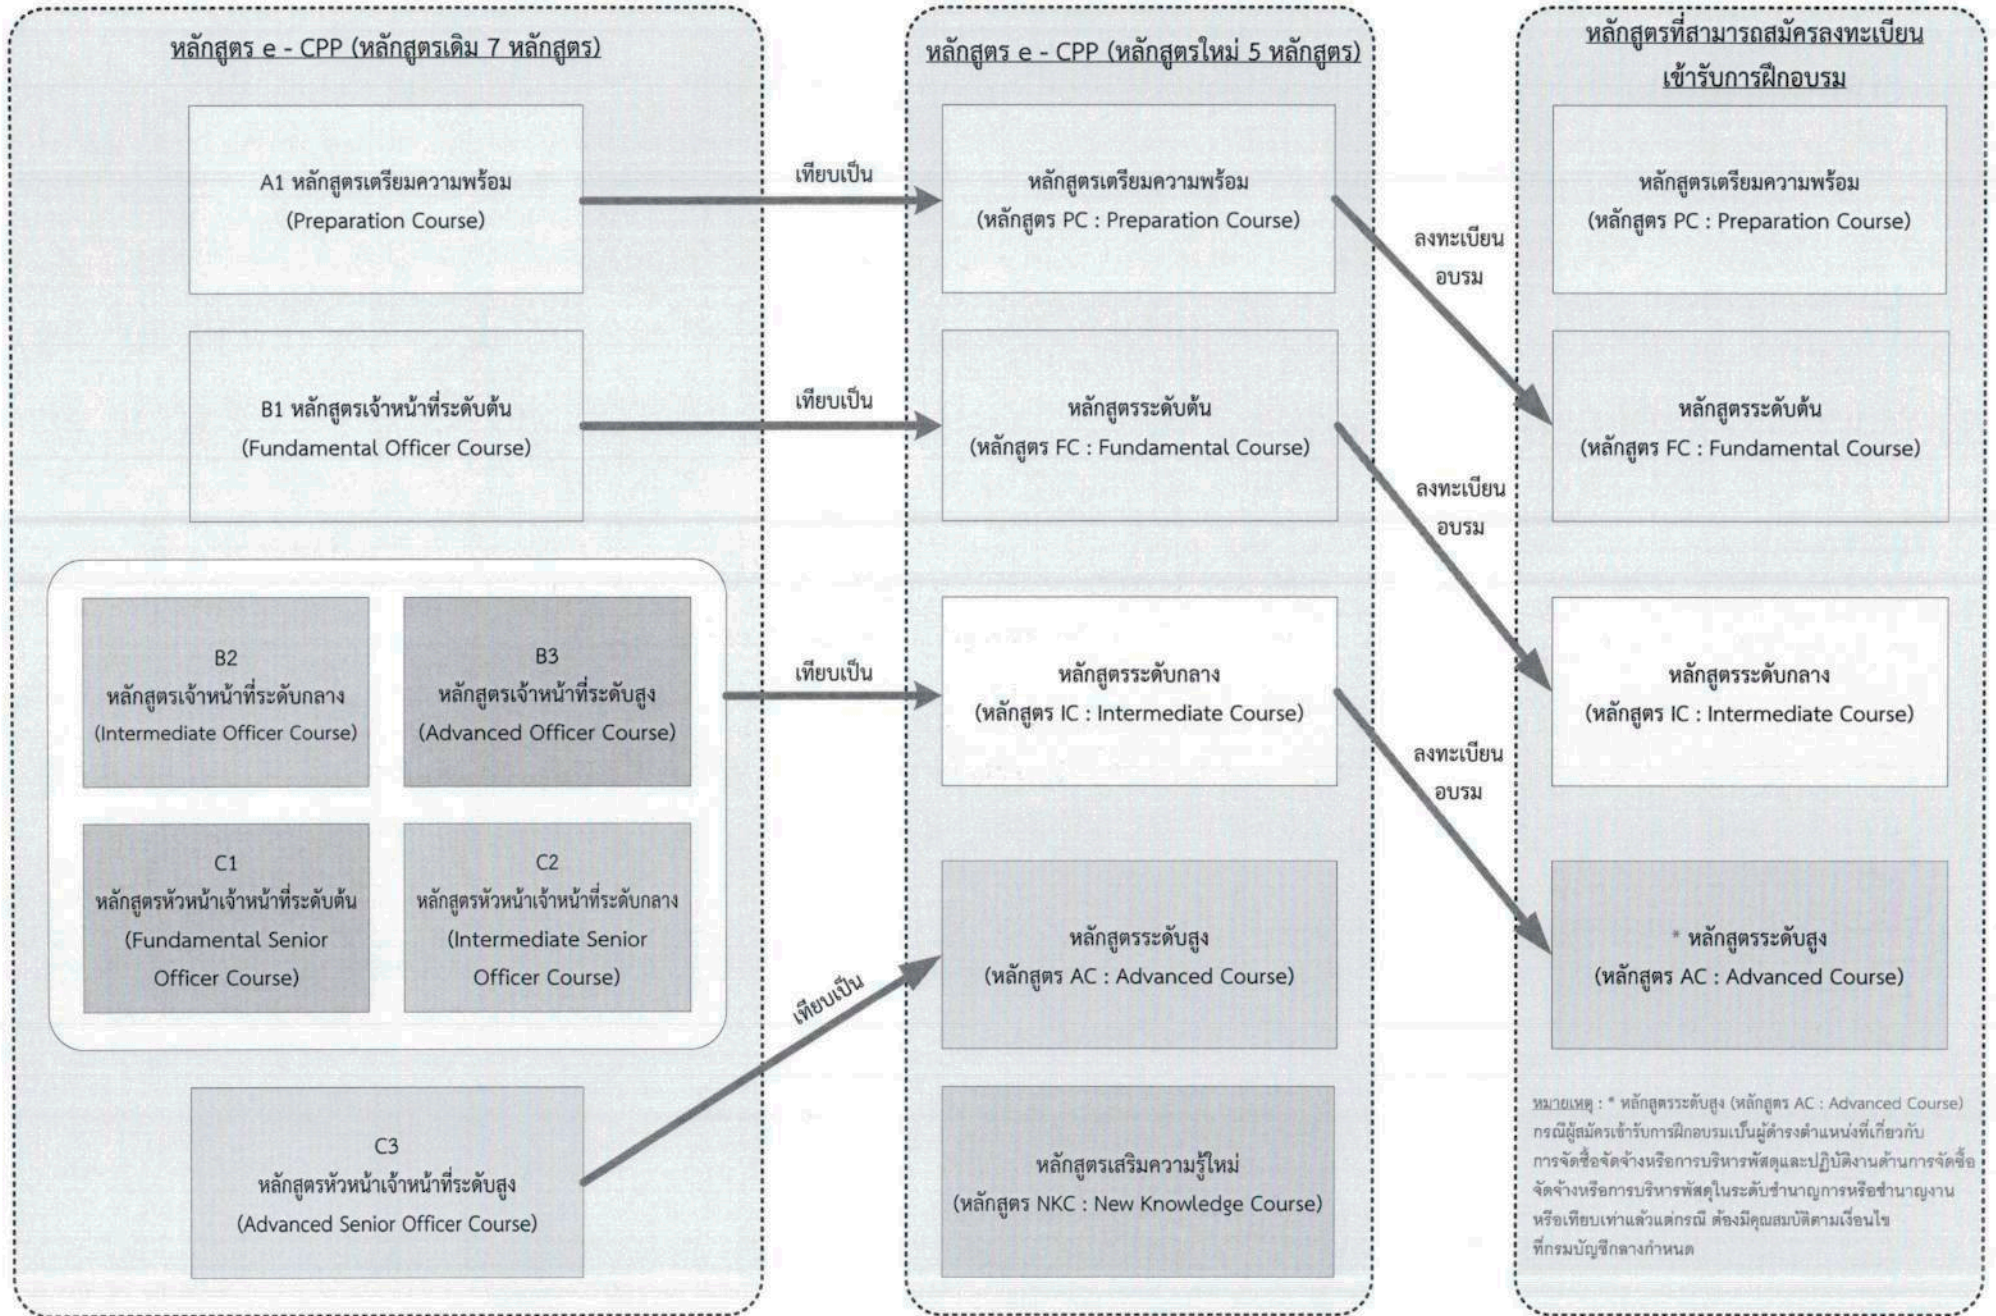 หลักสูตร e - CPP (หลักสูตรเดิม 7 หลักสูตร)
A1 หลักสูตรเตรียมความพร้อม
(Preparation Course)
B1 หลักสูตรเจ้าหน้าที่ระดับต้น
(Fundamental Officer Course)
B2
หลักสูตรเจ้าหน้าที่ระดับกลาง
(Intermediate Officer Course)
B3
หลักสูตรเจ้าหน้าที่ระดับสูง
(Advanced Officer Course)
C1
หลักสูตรหัวหน้าเจ้าหน้าที่ระดับต้น
(Fundamental Senior
Officer Course)
C2
หลักสูตรหัวหน้าเจ้าหน้าที่ระดับกลาง
(Intermediate Senior
Officer Course)
C3
หลักสูตรหัวหน้าเจ้าหน้าที่ระดับสูง
(Advanced Senior Officer Course)
เทียบเป็น
เทียบเป็น
เทียบเป็น
เทียบเป็น
หลักสูตร e - CPP (หลักสูตรใหม่ 5 หลักสูตร)
หลักสูตรเตรียมความพร้อม
(หลักสูตร PC : Preparation Course)
หลักสูตรระดับต้น
(หลักสูตร FC : Fundamental Course)
หลักสูตรระดับกลาง
(หลักสูตร IC : Intermediate Course)
หลักสูตรระดับสูง
(หลักสูตร AC : Advanced Course)
หลักสูตรเสริมความรู้ใหม่
(หลักสูตร NKC : New Knowledge Course)
ลงทะเบียน
อบรม
ลงทะเบียน
อบรม
ลงทะเบียน
อบรม
หลักสูตรที่สามารถสมัครลงทะเบียน
เข้ารับการฝึกอบรม
หลักสูตรเตรียมความพร้อม
(หลักสูตร PC : Preparation Course)
หลักสูตรระดับต้น
(หลักสูตร FC : Fundamental Course)
หลักสูตรระดับกลาง
(หลักสูตร IC : Intermediate Course)
* หลักสูตรระดับสูง
(หลักสูตร AC : Advanced Course)
หมายเหตุ : * หลักสูตรระดับสูง (หลักสูตร AC : Advanced Course)
กรณีผู้สมัครเข้ารับการฝึกอบรมเป็นผู้ดำรงตำแหน่งที่เกี่ยวกับ
การจัดซื้อจัดจ้างหรือการบริหารพัสดุและปฏิบัติงานด้านการจัดซื้อ
จัดจ้างหรือการบริหารพัสดุในระดับชำนาญการหรือชำนาญงาน
หรือเทียบเท่าแล้วแต่กรณี ต้องมีคุณสมบัติตามเงื่อนไข
ที่กรมบัญชีกลางกำหนด